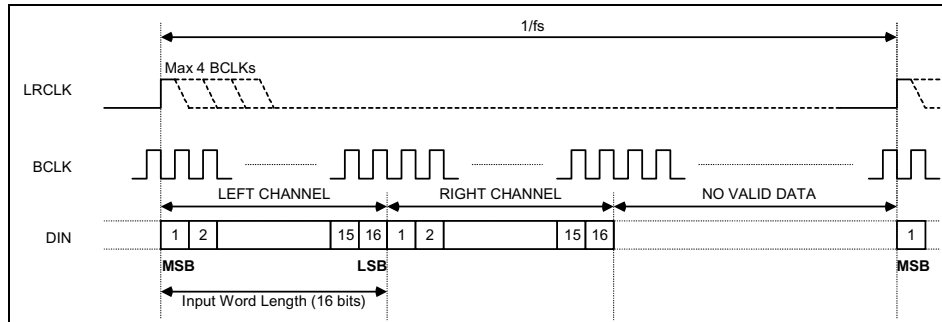 1/fs
Max 4 BCLKs
LRCLK
BCLK
LEFT CHANNEL RIGHT CHANNEL NO VALID DATA
DIN 1 2 15 16 1 2 15 16 1
MSB LSB MSB
Input Word Length (16 bits)